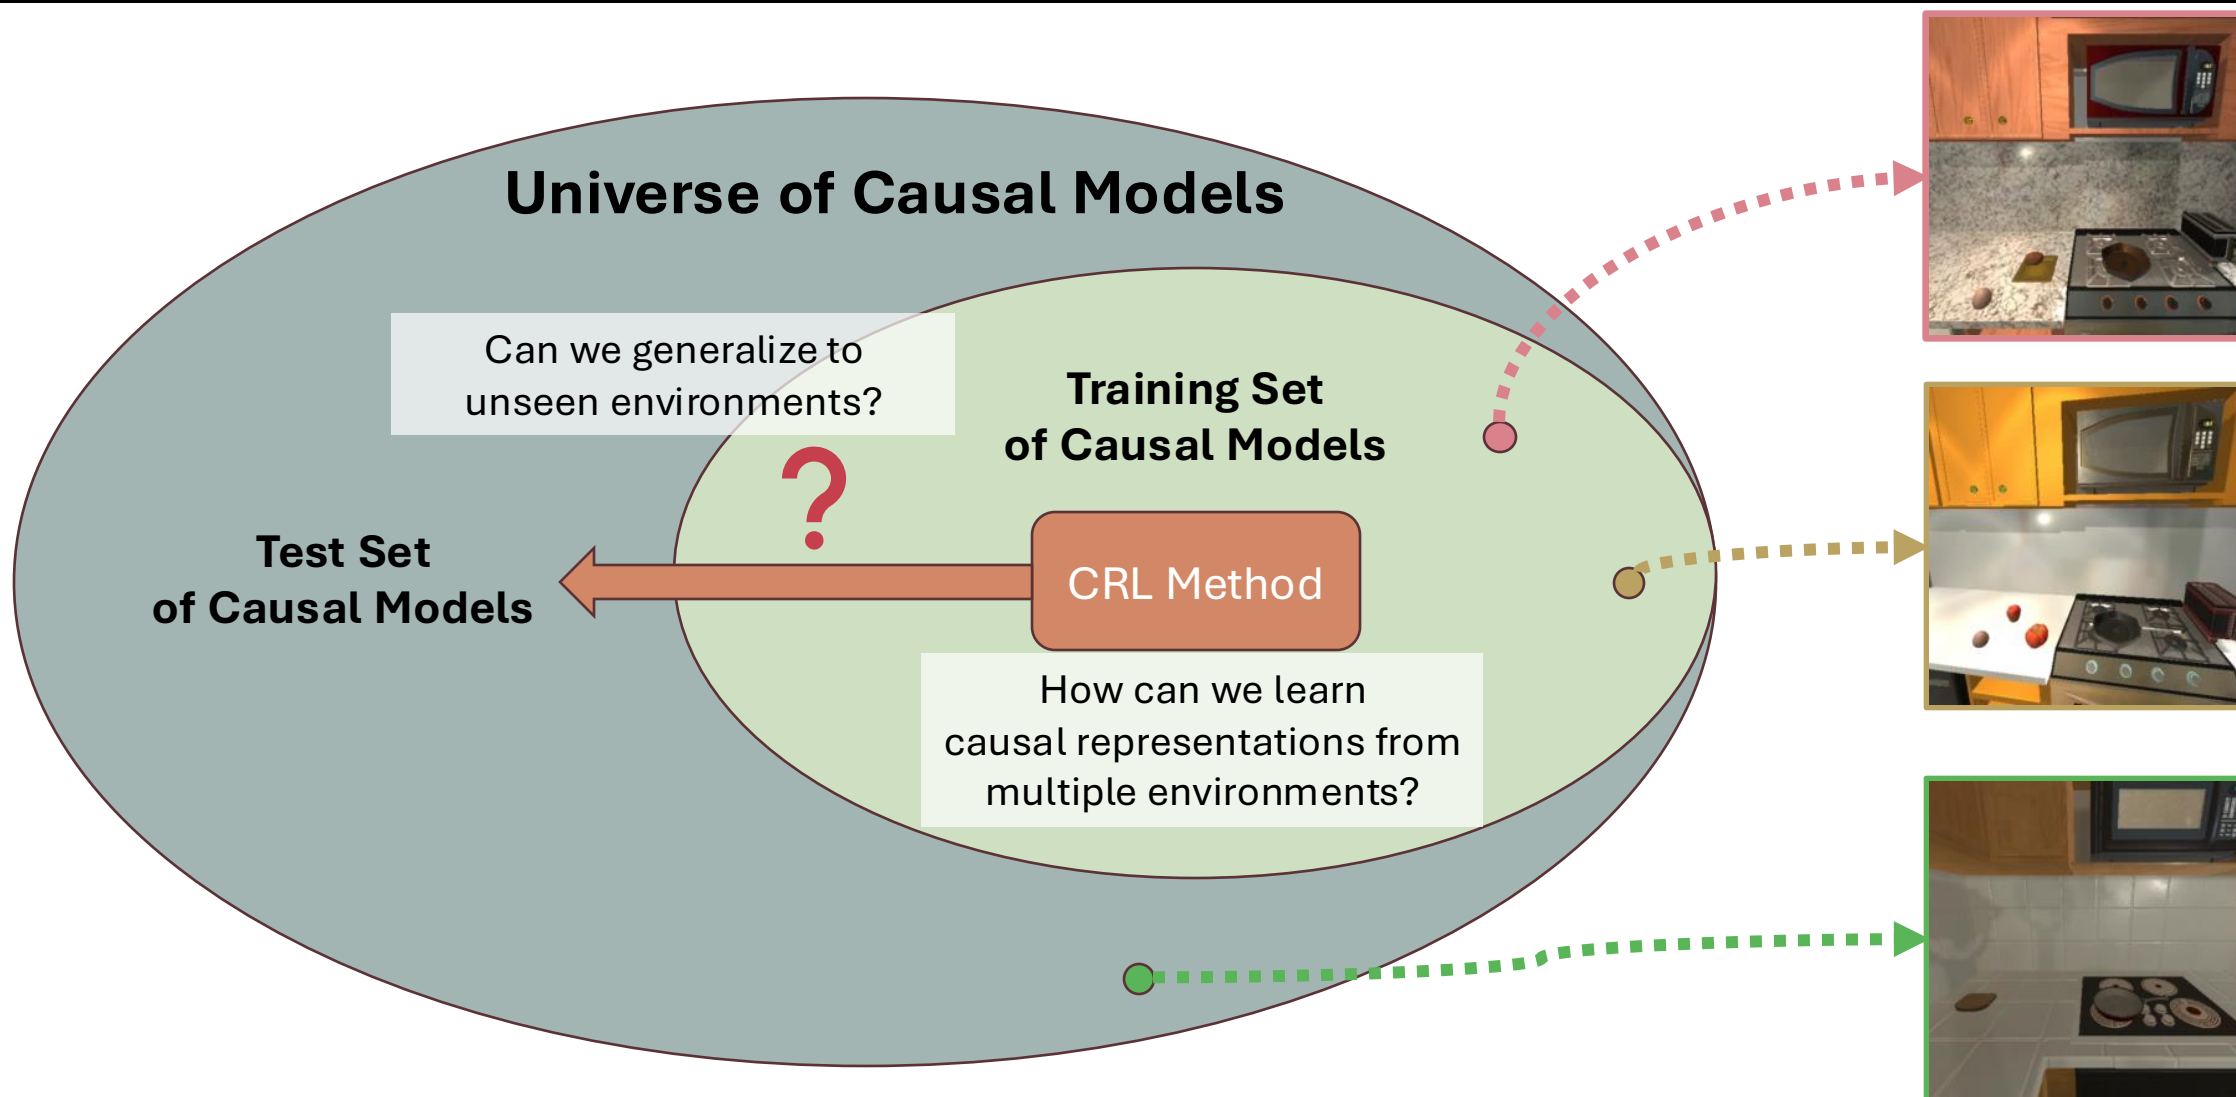 Universe of Causal Models
Can we generalize to
unseen environments?
Training Set
of Causal Models
?
Test Set
of Causal Models
CRL Method
How can we learn
causal representations from
multiple environments?